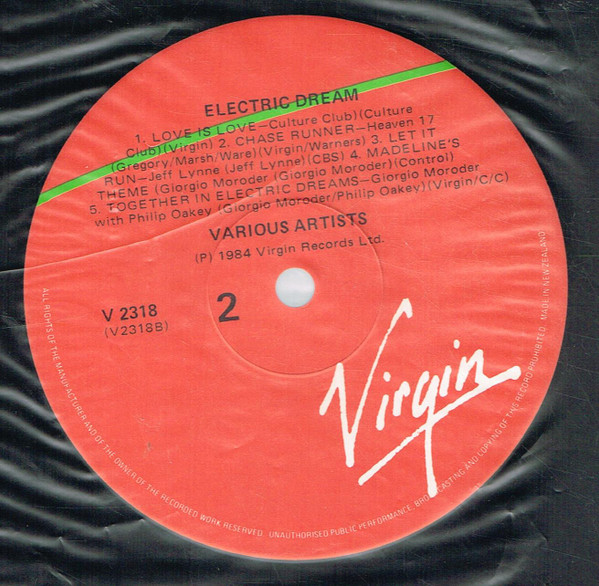 ELECTRIC DREAM
1. LOVE IS LOVE—Culture Club)(Culture
Club)(Virgin) 2. CHASE RUNNER—Heaven 17
(Gregory/Marsh/Ware)(Virgin/Warners) 3. LET IT
RUN—Jeff Lynne (Jeff Lynne)(CBS) 4. MADELINE'S
THEME (Giorgio Moroder (Giorgio Moroder)(Control)
5. TOGETHER IN ELECTRIC DREAMS—Giorgio Moroder
with Philip Oakey (Giorgio Moroder/Philip Oakey)(Virgin/C/C)
VARIOUS ARTISTS
(P) 1984 Virgin Records Ltd.
V 2318
(V2318B)
2
Virgin
ALL RIGHTS OF THE MANUFACTURER AND OF THE OWNER OF THE RECORDED WORK RESERVED. UNAUTHORISED PUBLIC PERFORMANCE, BROADCASTING AND COPYING OF THIS RECORD PROHIBITED. MADE IN NEW ZEALAND